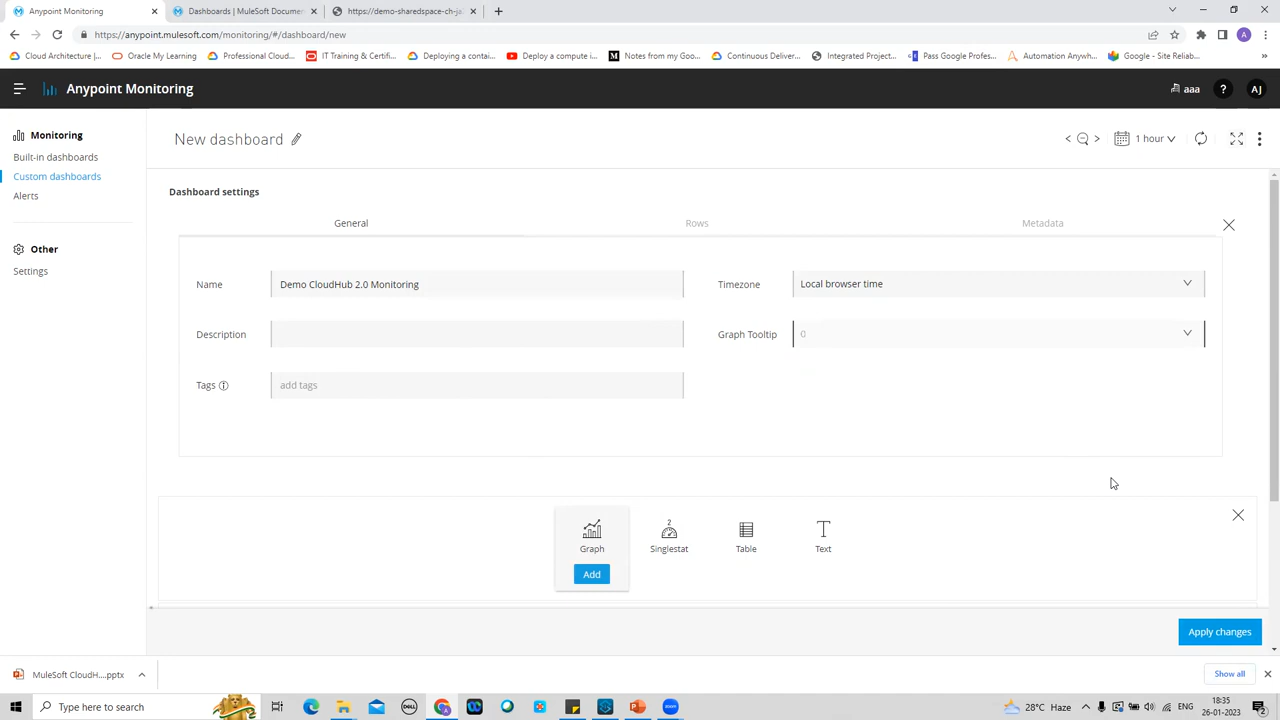 Anypoint Monitoring
Dashboards | MuleSoft Documen
https://demo-sharedspace-ch-ja
https://anypoint.mulesoft.com/monitoring/#/dashboard/new
A
Cloud Architecture |...
Oracle My Learning
Professional Cloud...
IT Training & Certifi...
Deploying a contai...
Deploy a compute i...
Notes from my Goo...
Continuous Deliver...
Integrated Project...
Pass Google Profes...
Automation Anywh...
Google - Site Reliab...
»
Anypoint Monitoring
aaa
?
AJ
Monitoring
Built-in dashboards
Custom dashboards
Alerts
Other
Settings
New dashboard
< >
1 hour
Dashboard settings
General
Rows
Metadata
Name
Demo CloudHub 2.0 Monitoring
Timezone
Local browser time
Description
Graph Tooltip
0
Tags
add tags
Graph
2
Singlestat
Table
Text
Add
Apply changes
MuleSoft CloudH....pptx
Show all
Type here to search
DELL
zoom
28°C Haze
ENG
18:35
26-01-2023
2